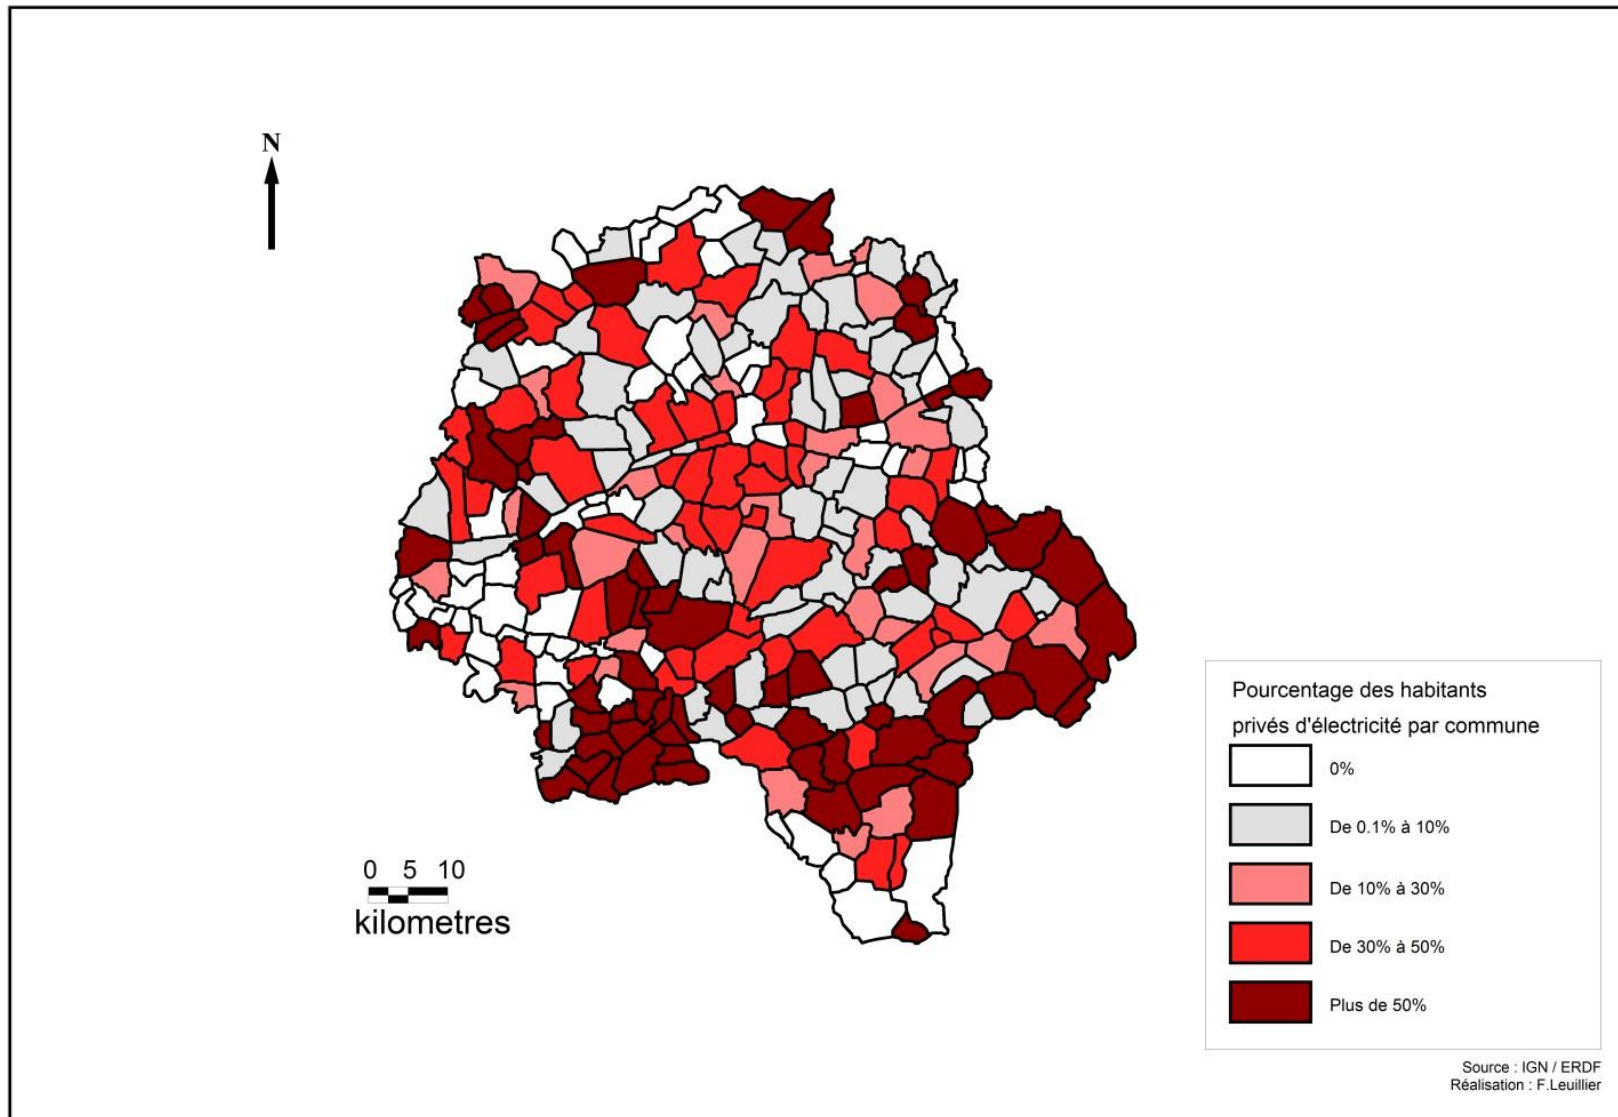 N
0 5 10
kilometres
Pourcentage des habitants
privés d'électricité par commune
0%
De 0.1% à 10%
De 10% à 30%
De 30% à 50%
Plus de 50%
Source : IGN / ERDF
Réalisation : F.Leuillier